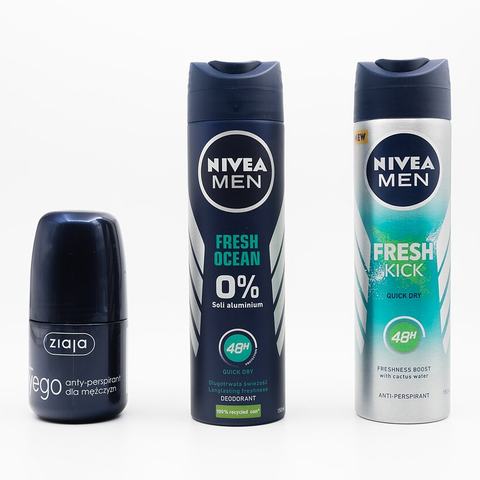 ziaja
Yego
anty-perspirant
dla mężczyzn
NIVEA
MEN
FRESH
OCEAN
0%
Soli aluminium
48H
QUICK DRY
Długotrwała świeżość
Longlasting freshness
DEODORANT
100% recycled can*
NEW
NIVEA
MEN
FRESH
KICK
QUICK DRY
48H
FRESHNESS BOOST
with cactus water
ANTI-PERSPIRANT